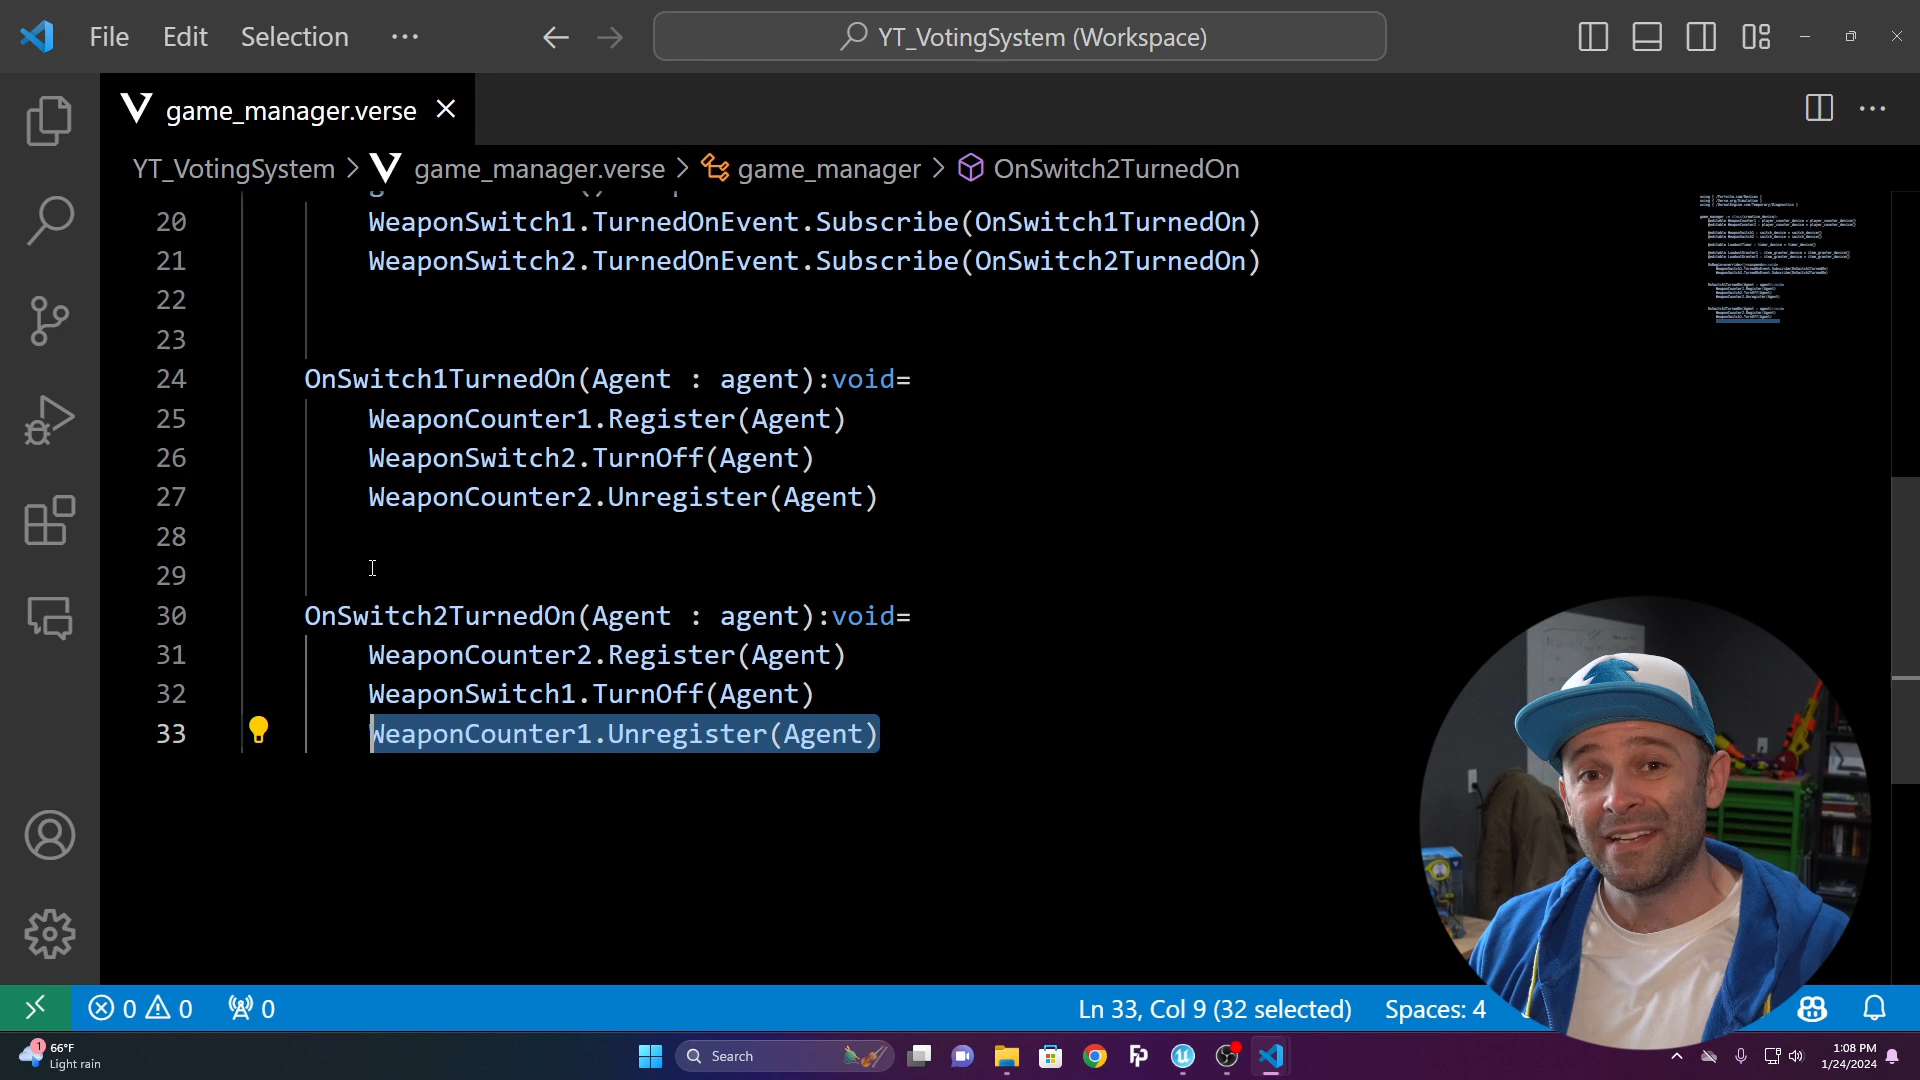 File Edit Selection ···
YT_VotingSystem (Workspace)
game_manager.verse
YT_VotingSystem > game_manager.verse > game_manager > OnSwitch2TurnedOn
20 WeaponSwitch1.TurnedOnEvent.Subscribe(OnSwitch1TurnedOn)
21 WeaponSwitch2.TurnedOnEvent.Subscribe(OnSwitch2TurnedOn)
22
23
24 OnSwitch1TurnedOn(Agent : agent):void=
25 WeaponCounter1.Register(Agent)
26 WeaponSwitch2.TurnOff(Agent)
27 WeaponCounter2.Unregister(Agent)
28
29
30 OnSwitch2TurnedOn(Agent : agent):void=
31 WeaponCounter2.Register(Agent)
32 WeaponSwitch1.TurnOff(Agent)
33 WeaponCounter1.Unregister(Agent)
0 0 0 Ln 33, Col 9 (32 selected) Spaces: 4
1 66°F
Light rain
Search
1:08 PM
1/24/2024